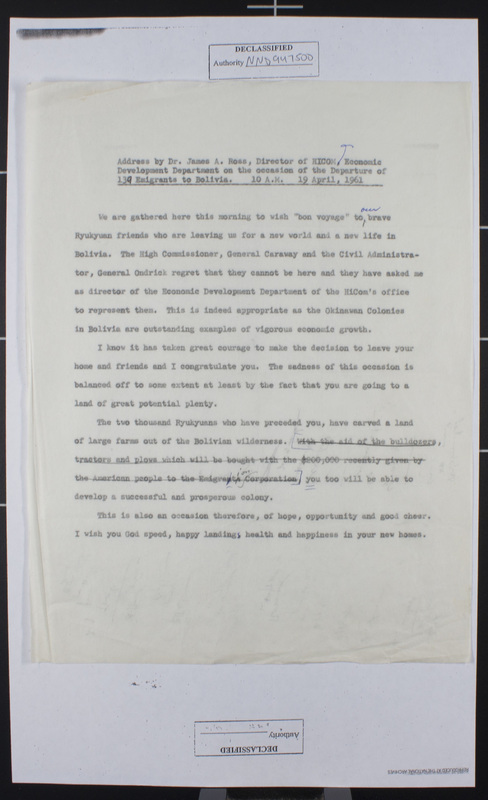 DECLASSIFIED
Authority NND947500
Address by Dr. James A. Ross, Director of HICOM, Economic
Development Department on the occasion of the Departure of
139 Emigrants to Bolivia. 10 A.M. 19 April, 1961
our
We are gathered here this morning to wish "bon voyage" to brave
Ryukyuan friends who are leaving us for a new world and a new life in
Bolivia. The High Commissioner, General Caraway and the Civil Administra-
tor, General Ondrick regret that they cannot be here and they have asked me
as director of the Economic Development Department of the HiCom's office
to represent them. This is indeed appropriate as the Okinawan Colonies
in Bolivia are outstanding examples of vigorous economic growth.
I know it has taken great courage to make the decision to leave your
home and friends and I congratulate you. The sadness of this occasion is
balanced off to some extent at least by the fact that you are going to a
land of great potential plenty.
The two thousand Ryukyuans who have preceded you, have carved a land
of large farms out of the Bolivian wilderness. With the aid of the bulldozers,
tractors and plows which will be bought with the $800,000 recently given by
the American people to the Emigrants Corporation, you too will be able to
develop a successful and prosperous colony.
This is also an occasion therefore, of hope, opportunity and good cheer.
I wish you God speed, happy landing, health and happiness in your new homes.
Authority
DECLASSIFIED
REPRODUCED AT THE NATIONAL ARCHIVES